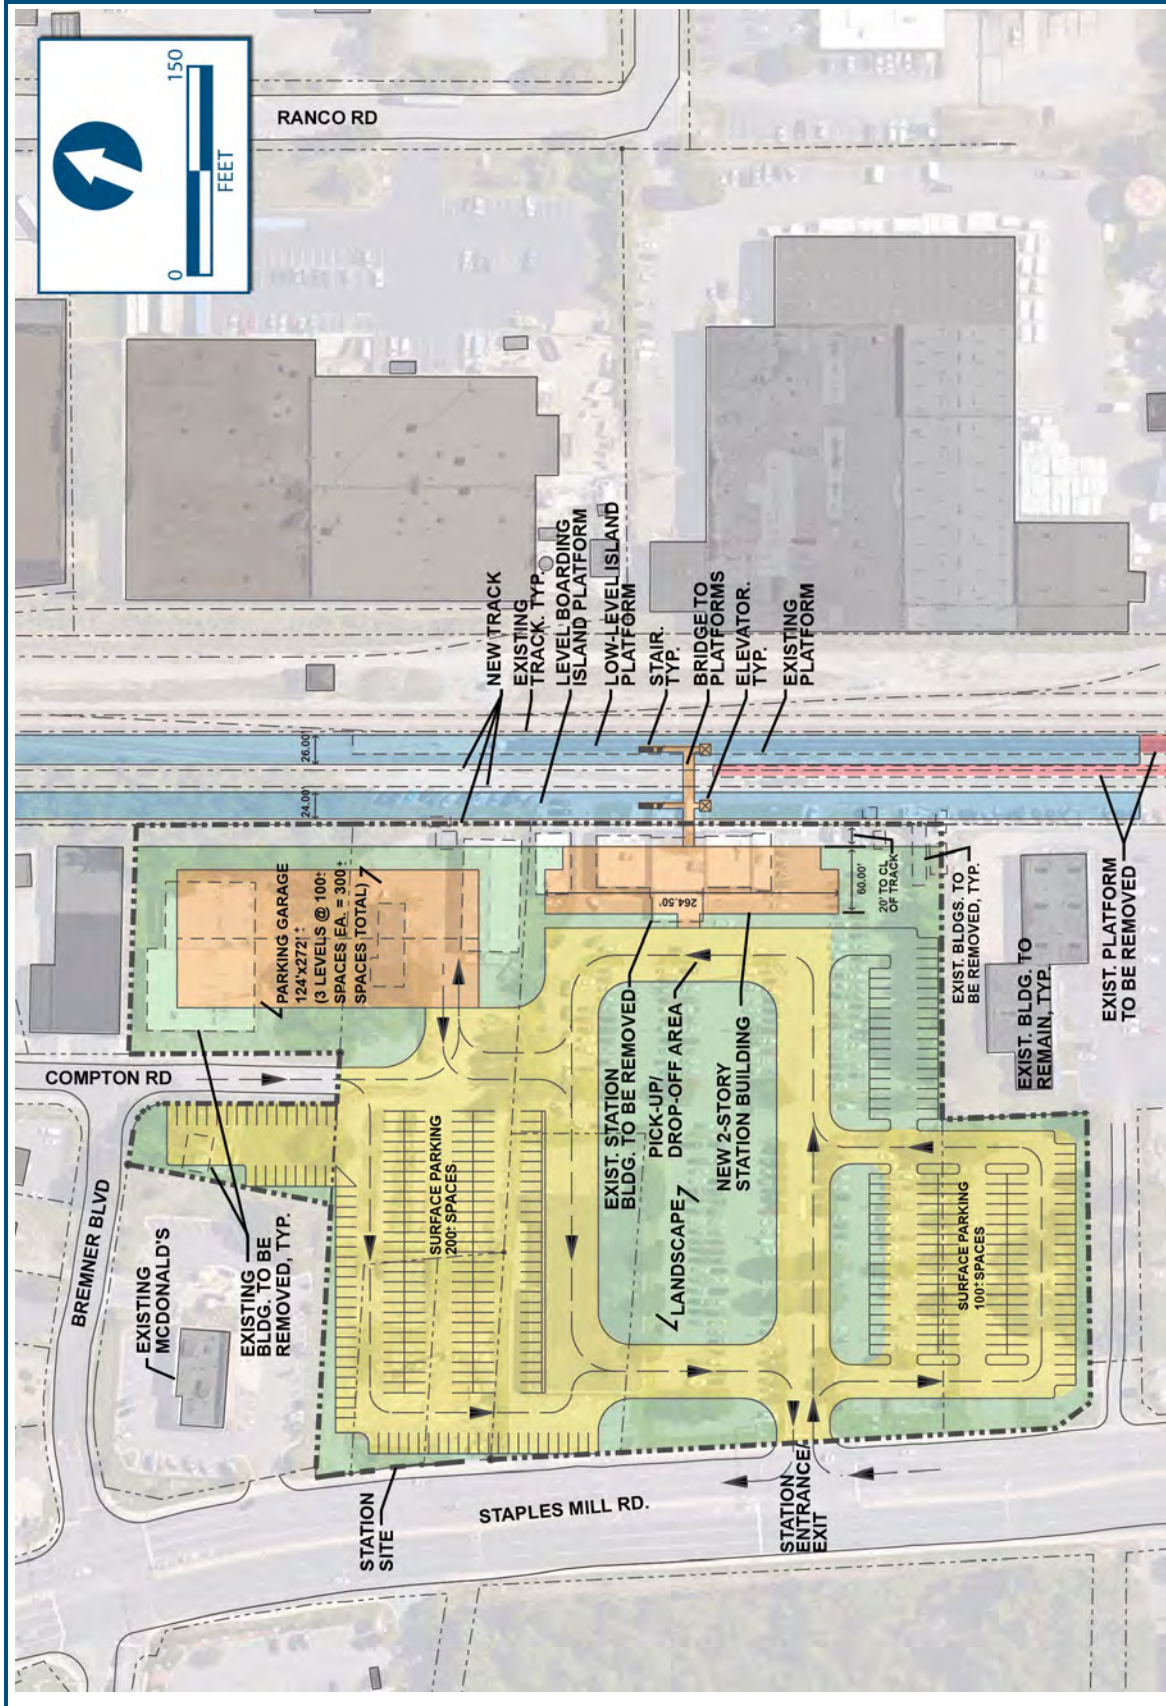 0
150
FEET
RANCO RD
NEW TRACK
EXISTING
TRACK. TYP.
LEVEL BOARDING
ISLAND PLATFORM
LOW-LEVEL ISLAND
PLATFORM
STAIR.
TYP.
BRIDGE TO
PLATFORMS
ELEVATOR.
TYP.
EXISTING
PLATFORM
26.00'
24.00'
PARKING GARAGE
124'x272'±
(3 LEVELS @ 100±
SPACES EA. = 300±
SPACES TOTAL)
264.50'
60.00'
20' TO CL
OF TRACK
EXIST. BLDGS. TO
BE REMOVED, TYP.
EXIST. BLDG. TO
REMAIN, TYP.
EXIST. PLATFORM
TO BE REMOVED
COMPTON RD
BREMNER BLVD
EXISTING
MCDONALD'S
EXISTING
BLDG. TO BE
REMOVED, TYP.
SURFACE PARKING
200± SPACES
EXIST. STATION
BLDG. TO BE REMOVED
PICK-UP/
DROP-OFF AREA
LANDSCAPE
NEW 2-STORY
STATION BUILDING
SURFACE PARKING
100± SPACES
STATION
SITE
STAPLES MILL RD.
STATION
ENTRANCE/
EXIT